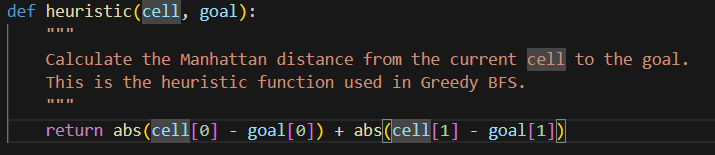 def heuristic(cell, goal):
    """
    Calculate the Manhattan distance from the current cell to the goal.
    This is the heuristic function used in Greedy BFS.
    """
    return abs(cell[0] - goal[0]) + abs(cell[1] - goal[1])